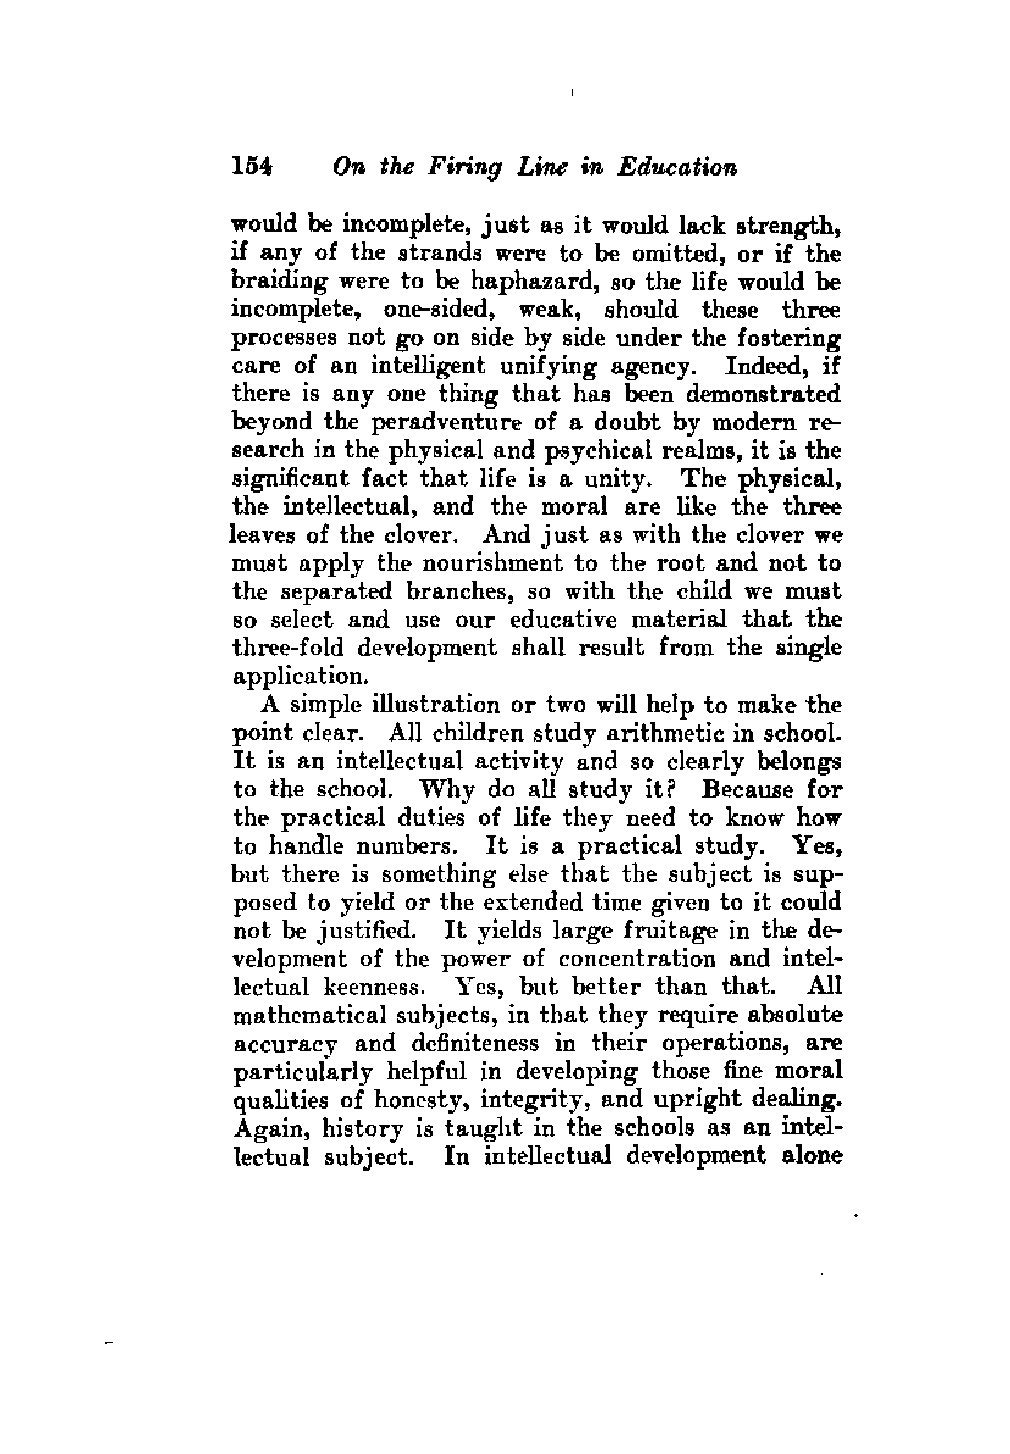 154 On the Firing Line in Education
would be incomplete, just as it would lack strength,
if any of the strands were to be omitted, or if the
braiding were to be haphazard, so the life would be
incomplete, one-sided, weak, should these three
processes not go on side by side under the fostering
care of an intelligent unifying agency. Indeed, if
there is any one thing that has been demonstrated
beyond the peradventure of a doubt by modern re-
search in the physical and psychical realms, it is the
significant fact that life is a unity. The physical,
the intellectual, and the moral are like the three
leaves of the clover. And just as with the clover we
must apply the nourishment to the root and not to
the separated branches, so with the child we must
so select and use our educative material that the
three-fold development shall result from the single
application.
A simple illustration or two will help to make the
point clear. All children study arithmetic in school.
It is an intellectual activity and so clearly belongs
to the school. Why do all study it? Because for
the practical duties of life they need to know how
to handle numbers. It is a practical study. Yes,
but there is something else that the subject is sup-
posed to yield or the extended time given to it could
not be justified. It yields large fruitage in the de-
velopment of the power of concentration and intel-
lectual keenness. Yes, but better than that. All
mathematical subjects, in that they require absolute
accuracy and definiteness in their operations, are
particularly helpful in developing those fine moral
qualities of honesty, integrity, and upright dealing.
Again, history is taught in the schools as an intel-
lectual subject. In intellectual development alone